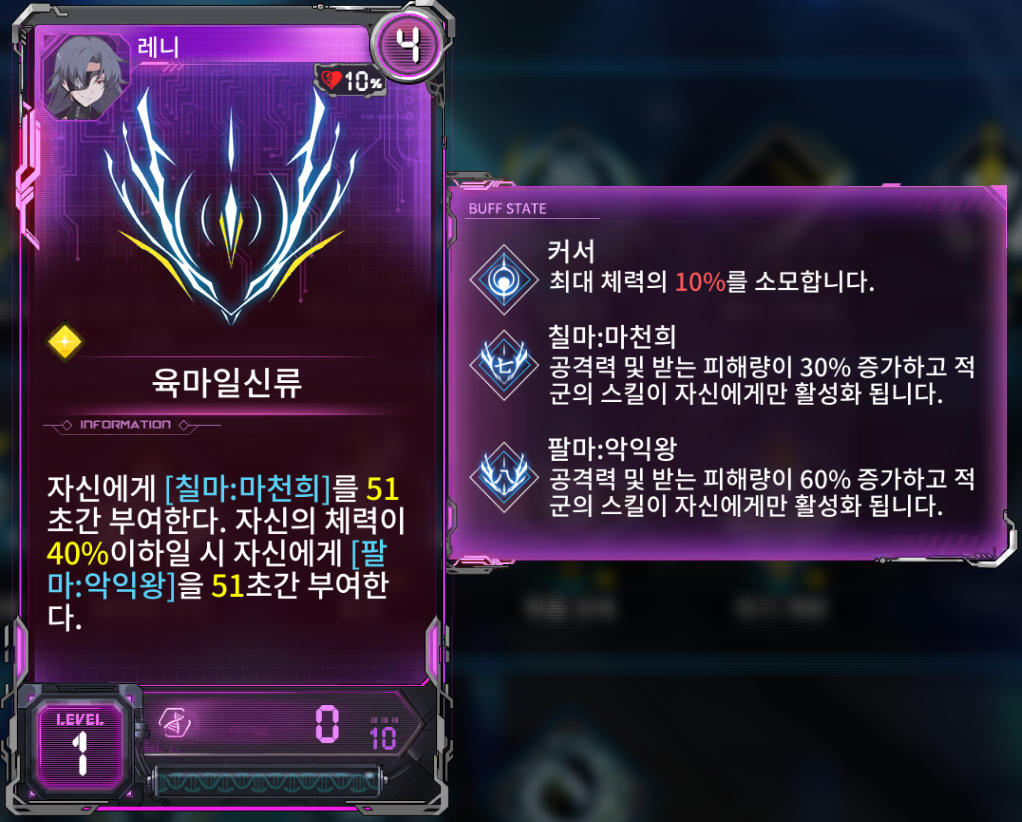 레니
4
10%
육마일신류
INFORMATION
자신에게 [칠마:마천희]를 51
초간 부여한다. 자신의 체력이
40%이하일 시 자신에게 [팔
마:악익왕]을 51초간 부여한
다.
LEVEL
1
0
10
BUFF STATE
커서
최대 체력의 10%를 소모합니다.
七
칠마:마천희
공격력 및 받는 피해량이 30% 증가하고 적
군의 스킬이 자신에게만 활성화 됩니다.
八
팔마:악익왕
공격력 및 받는 피해량이 60% 증가하고 적
군의 스킬이 자신에게만 활성화 됩니다.